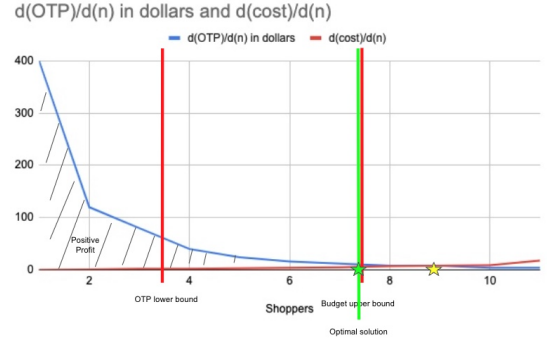 d(OTP)/d(n) in dollars and d(cost)/d(n)
d(OTP)/d(n) in dollars d(cost)/d(n)
400
300
200
100
0
Positive
Profit
2 4 6 8 10
OTP lower bound
Shoppers
Budget upper bound
Optimal solution